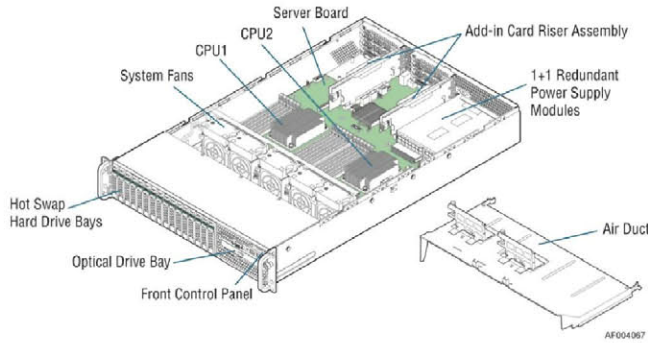 Server Board
CPU2
CPU1
System Fans
Add-in Card Riser Assembly
1+1 Redundant
Power Supply
Modules
Hot Swap
Hard Drive Bays
Optical Drive Bay
Front Control Panel
Air Duct
AF004067